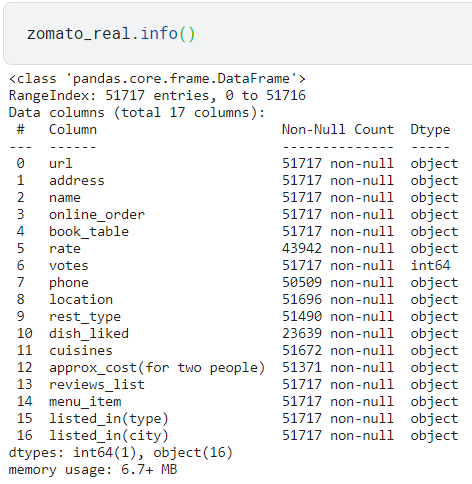 zomato_real.info()
<class 'pandas.core.frame.DataFrame'>
RangeIndex: 51717 entries, 0 to 51716
Data columns (total 17 columns):
 #   Column                       Non-Null Count  Dtype
---  ------                       --------------  -----
 0   url                          51717 non-null  object
 1   address                      51717 non-null  object
 2   name                         51717 non-null  object
 3   online_order                 51717 non-null  object
 4   book_table                   51717 non-null  object
 5   rate                         43942 non-null  object
 6   votes                        51717 non-null  int64
 7   phone                        50509 non-null  object
 8   location                     51696 non-null  object
 9   rest_type                    51490 non-null  object
 10  dish_liked                   23639 non-null  object
 11  cuisines                     51672 non-null  object
 12  approx_cost(for two people)  51371 non-null  object
 13  reviews_list                 51717 non-null  object
 14  menu_item                    51717 non-null  object
 15  listed_in(type)              51717 non-null  object
 16  listed_in(city)              51717 non-null  object
dtypes: int64(1), object(16)
memory usage: 6.7+ MB